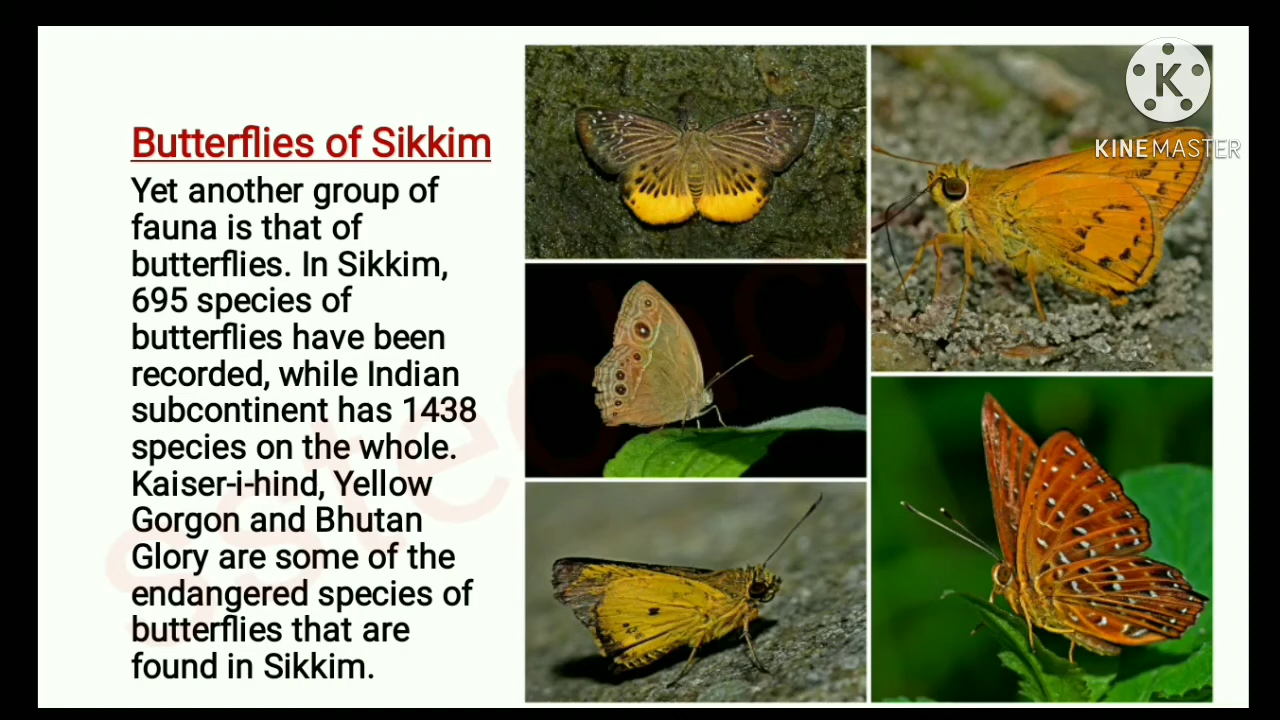 Butterflies of Sikkim
Yet another group of
fauna is that of
butterflies. In Sikkim,
695 species of
butterflies have been
recorded, while Indian
subcontinent has 1438
species on the whole.
Kaiser-i-hind, Yellow
Gorgon and Bhutan
Glory are some of the
endangered species of
butterflies that are
found in Sikkim.
K
KINEMASTER